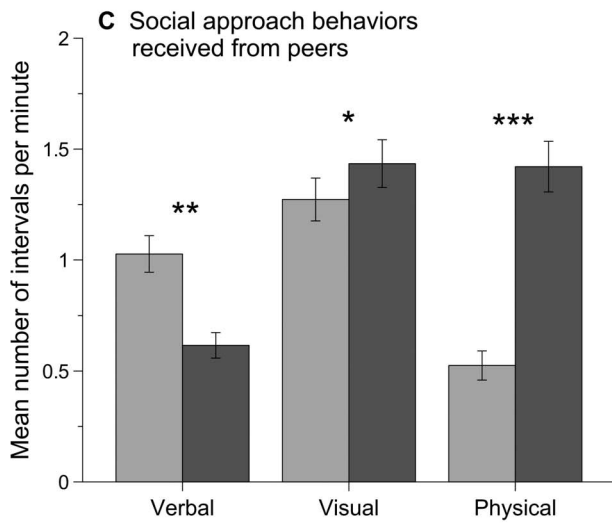 C Social approach behaviors
received from peers
Mean number of intervals per minute
2
1.5
1
0.5
0
**
*
***
Verbal Visual Physical